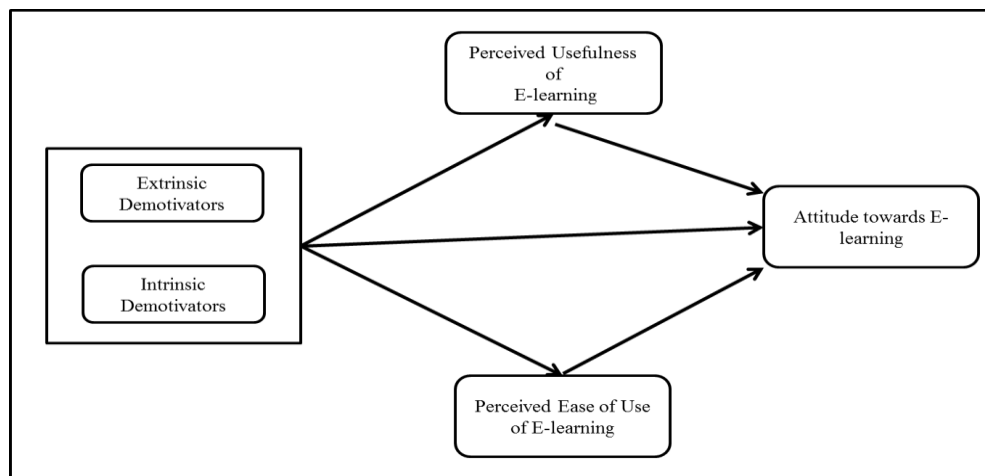 Perceived Usefulness
of
E-learning
Extrinsic
Demotivators
Attitude towards E-
learning
Intrinsic
Demotivators
Perceived Ease of Use
of E-learning